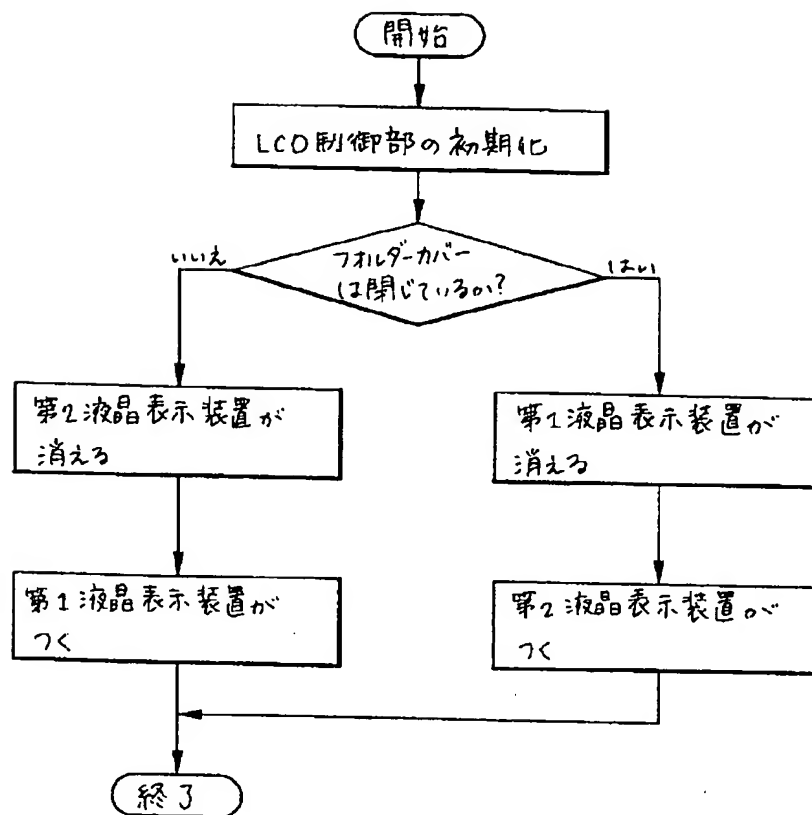 開始
LCD制御部の初期化
フォルダーカバー
は閉じているか?
いいえ
はい
第2液晶表示装置が
消える
第1液晶表示装置が
消える
第1液晶表示装置が
つく
第2液晶表示装置が
つく
終了